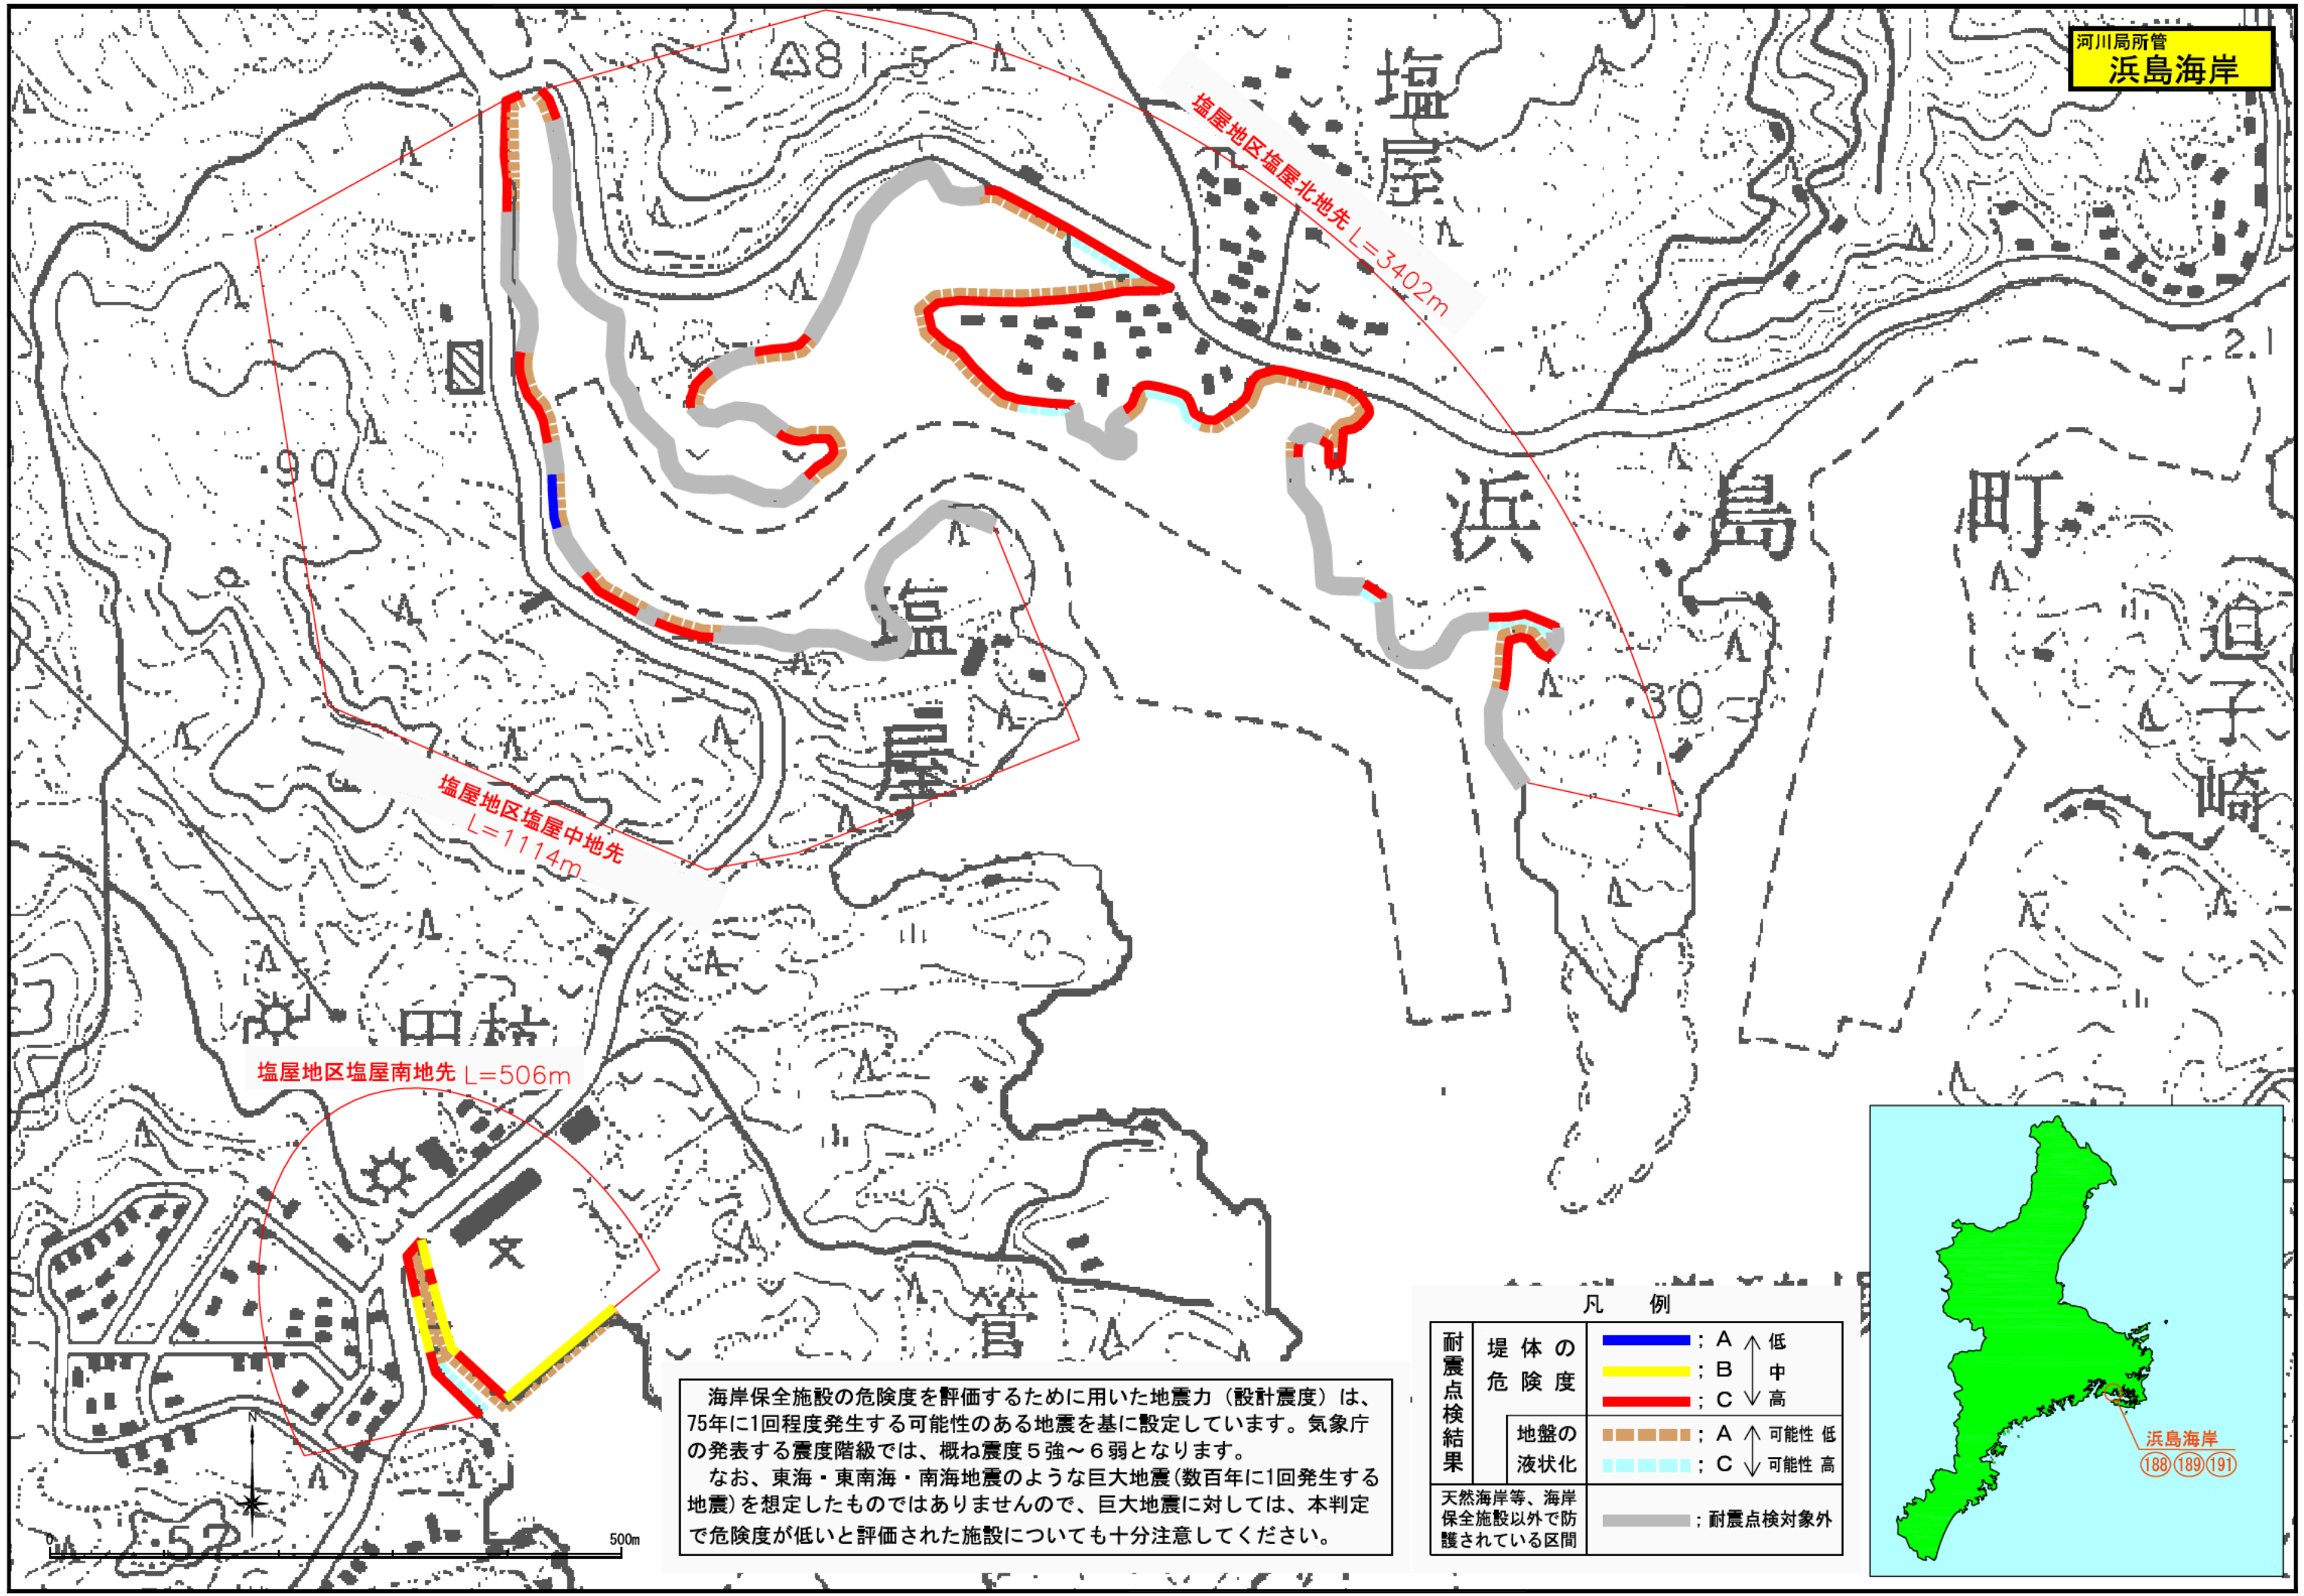 河川局所管
浜島海岸
81.5
塩屋
塩屋地区塩屋北地先 L=3402m
2.1
90
浜島町
塩屋
迫子崎
30
塩屋地区塩屋中地先
L=1114m
田杭
塩屋地区塩屋南地先 L=506m
文
管
57
N
0
500m
海岸保全施設の危険度を評価するために用いた地震力（設計震度）は、
75年に1回程度発生する可能性のある地震を基に設定しています。気象庁
の発表する震度階級では、概ね震度５強～６弱となります。
なお、東海・東南海・南海地震のような巨大地震(数百年に1回発生する
地震)を想定したものではありませんので、巨大地震に対しては、本判定
で危険度が低いと評価された施設についても十分注意してください。
凡 例
耐震点検結果
堤体の
危険度
; A 低
; B 中
; C 高
地盤の
液状化
; A 可能性 低
; C 可能性 高
天然海岸等、海岸
保全施設以外で防
護されている区間
; 耐震点検対象外
浜島海岸
188 189 191